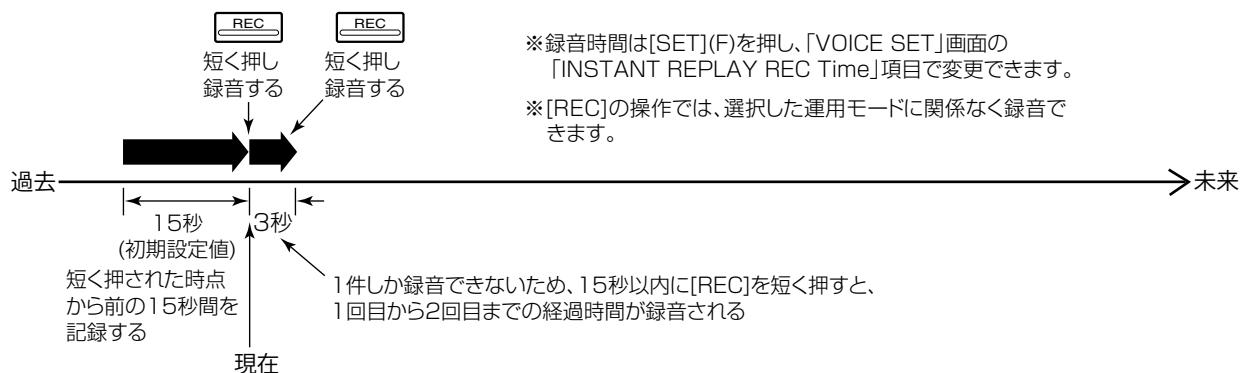 REC
短く押し
録音する
REC
短く押し
録音する
※録音時間は[SET](F)を押し、「VOICE SET」画面の
「INSTANT REPLAY REC Time」項目で変更できます。
※[REC]の操作では、選択した運用モードに関係なく録音で
きます。
過去
未来
15秒
(初期設定値)
3秒
短く押された時点
から前の15秒間を
記録する
1件しか録音できないため、15秒以内に[REC]を短く押すと、
1回目から2回目までの経過時間が録音される
現在